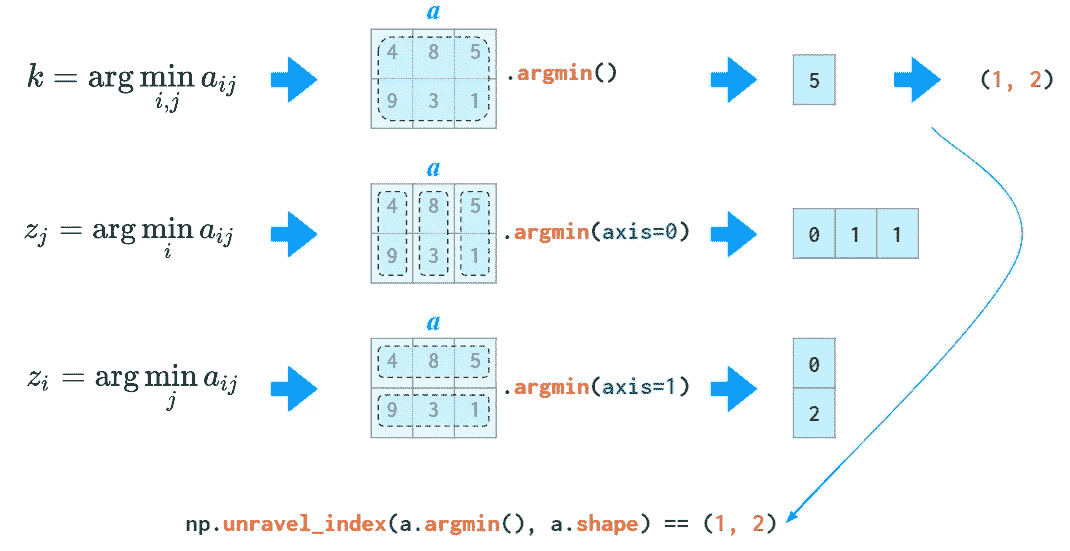 a
k = arg min_{i,j} a_{ij}
4 8 5
9 3 1
.argmin()
5
(1, 2)
a
z_j = arg min_i a_{ij}
4 8 5
9 3 1
.argmin(axis=0)
0 1 1
a
z_i = arg min_j a_{ij}
4 8 5
9 3 1
.argmin(axis=1)
0
2
np.unravel_index(a.argmin(), a.shape) == (1, 2)